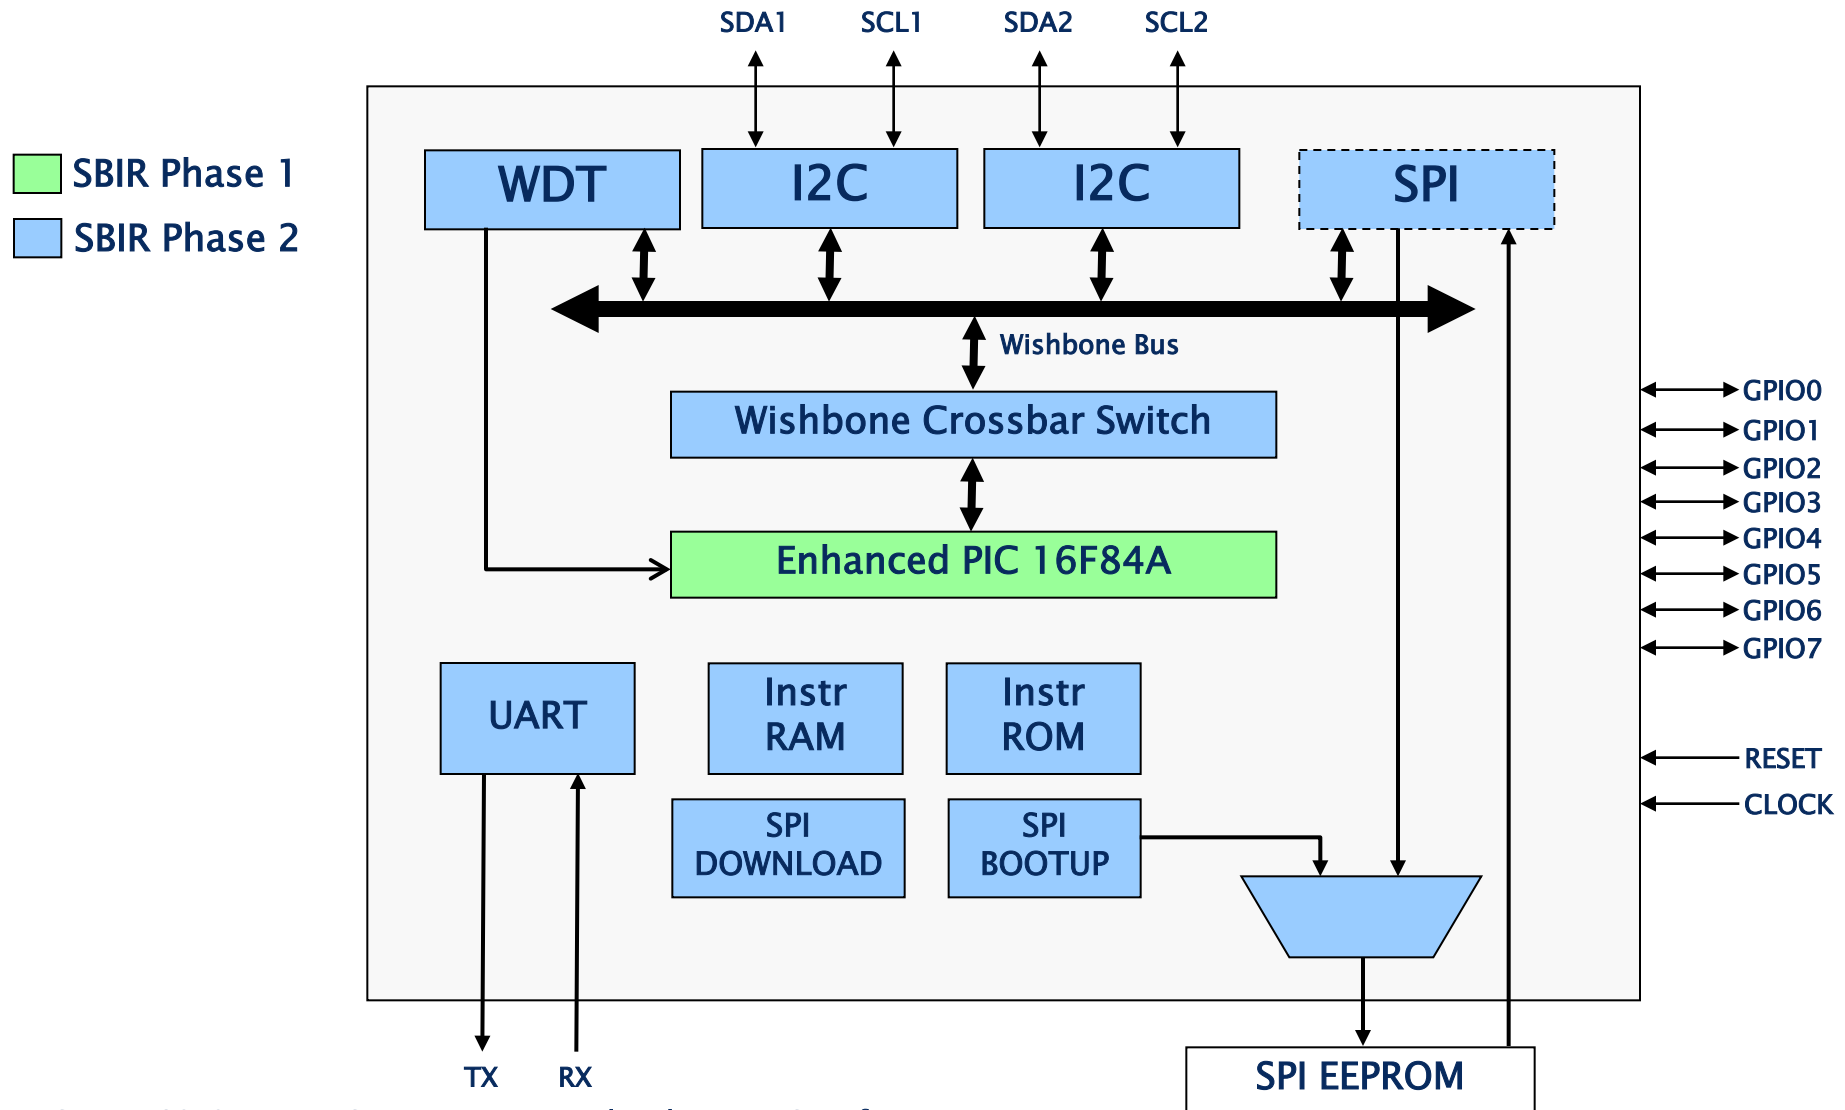 SDA1 SCL1 SDA2 SCL2
SBIR Phase 1
SBIR Phase 2
WDT
I2C
I2C
SPI
Wishbone Bus
Wishbone Crossbar Switch
Enhanced PIC 16F84A
GPIO0
GPIO1
GPIO2
GPIO3
GPIO4
GPIO5
GPIO6
GPIO7
RESET
CLOCK
UART
Instr
RAM
Instr
ROM
SPI
DOWNLOAD
SPI
BOOTUP
TX
RX
SPI EEPROM